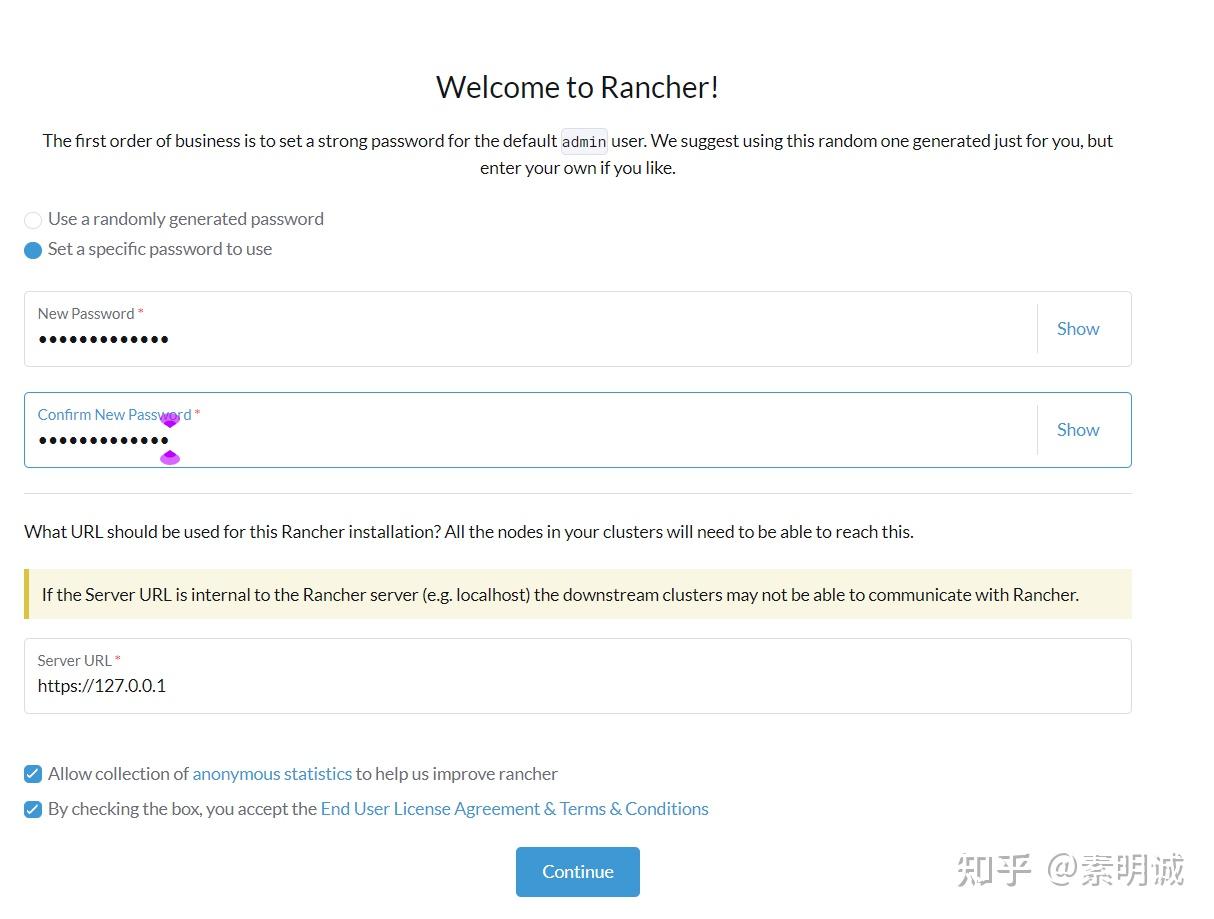 Welcome to Rancher!
The first order of business is to set a strong password for the default admin user. We suggest using this random one generated just for you, but
enter your own if you like.
Use a randomly generated password
Set a specific password to use
New Password *
•••••••••••••
Show
Confirm New Password *
•••••••••••••
Show
What URL should be used for this Rancher installation? All the nodes in your clusters will need to be able to reach this.
If the Server URL is internal to the Rancher server (e.g. localhost) the downstream clusters may not be able to communicate with Rancher.
Server URL *
https://127.0.0.1
Allow collection of anonymous statistics to help us improve rancher
By checking the box, you accept the End User License Agreement & Terms & Conditions
Continue
知乎 @素明诚